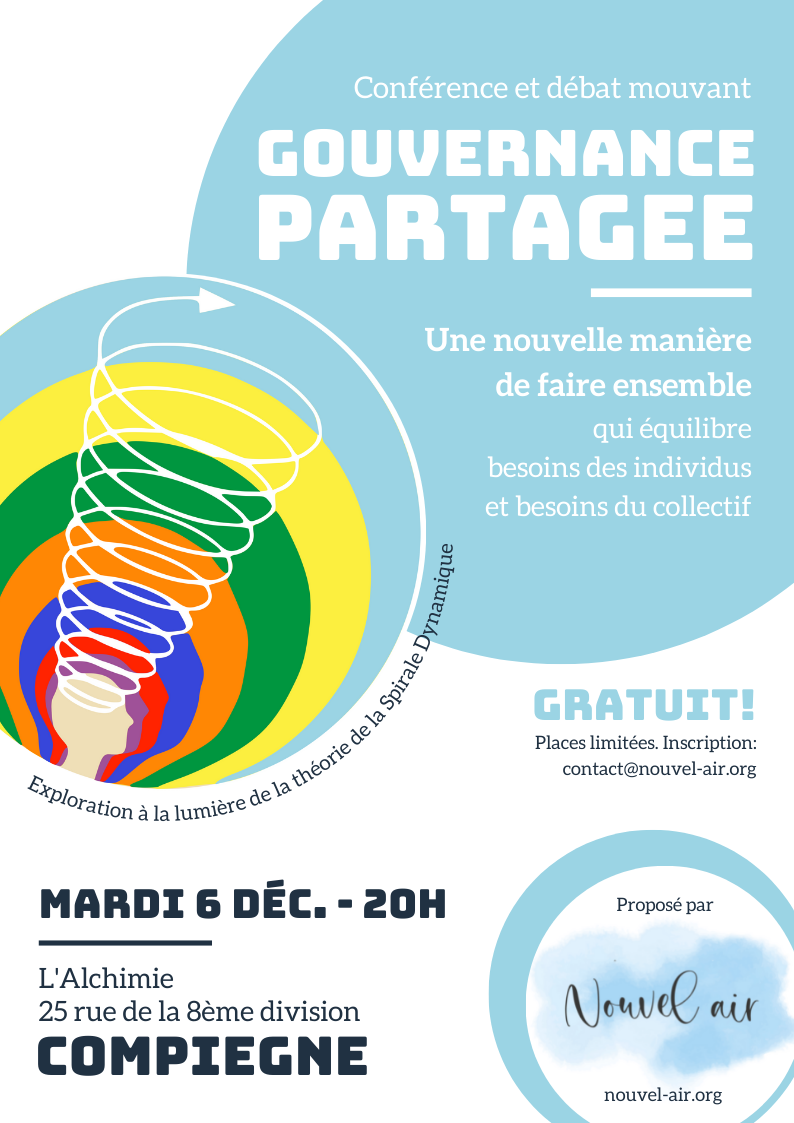 Conférence et débat mouvant
GOUVERNANCE
PARTAGEE
Une nouvelle manière
de faire ensemble
qui équilibre
besoins des individus
et besoins du collectif
Exploration à la lumière de la théorie de la Spirale Dynamique
GRATUIT!
Places limitées. Inscription:
contact@nouvel-air.org
MARDI 6 DÉC. - 20H
L'Alchimie
25 rue de la 8ème division
COMPIEGNE
Proposé par
Nouvel air
nouvel-air.org